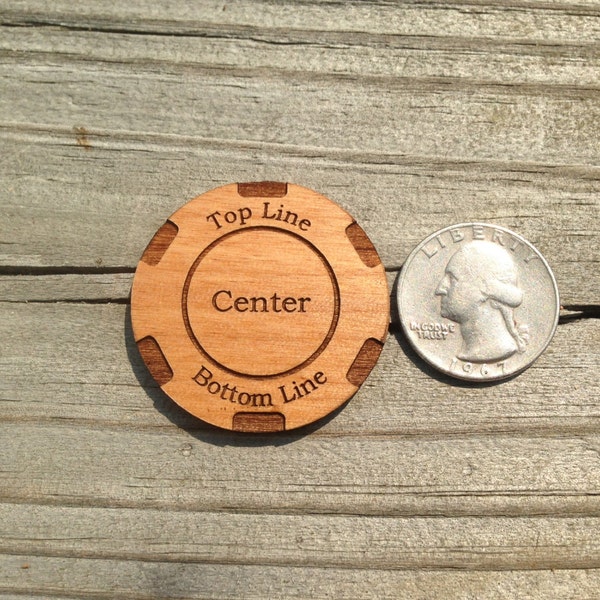 Top Line
Center
Bottom Line
LIBERTY
IN GOD WE
TRUST
1967